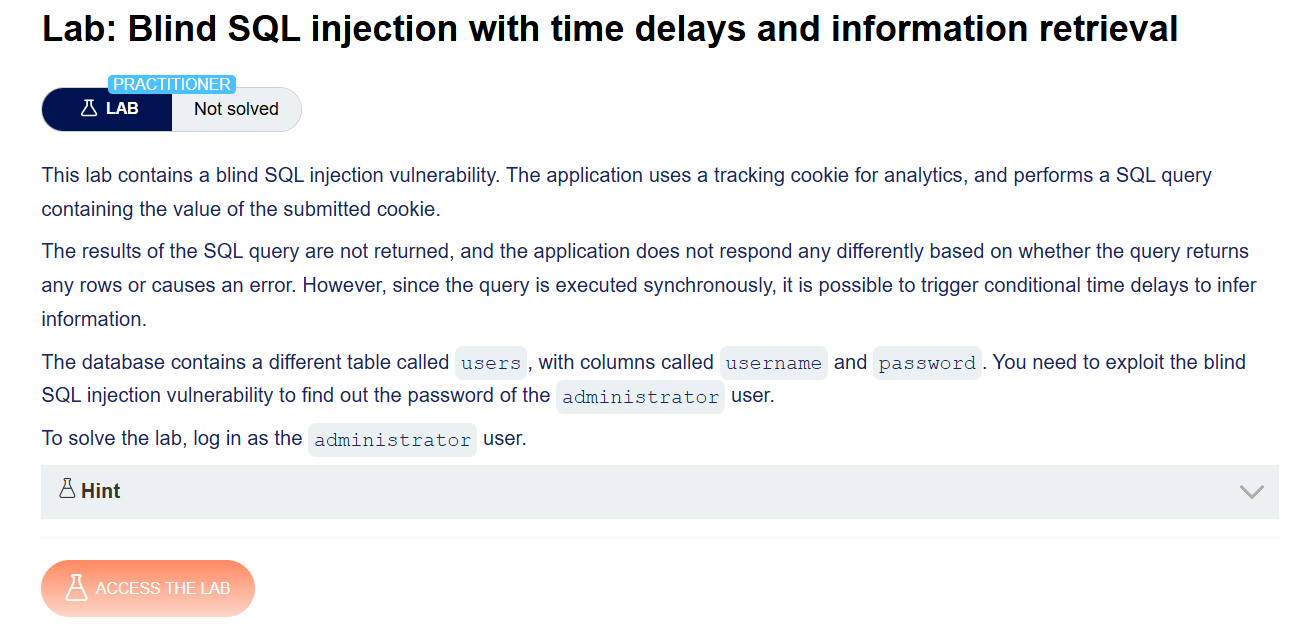 Lab: Blind SQL injection with time delays and information retrieval
PRACTITIONER
LAB Not solved
This lab contains a blind SQL injection vulnerability. The application uses a tracking cookie for analytics, and performs a SQL query
containing the value of the submitted cookie.
The results of the SQL query are not returned, and the application does not respond any differently based on whether the query returns
any rows or causes an error. However, since the query is executed synchronously, it is possible to trigger conditional time delays to infer
information.
The database contains a different table called users, with columns called username and password. You need to exploit the blind
SQL injection vulnerability to find out the password of the administrator user.
To solve the lab, log in as the administrator user.
Hint
ACCESS THE LAB